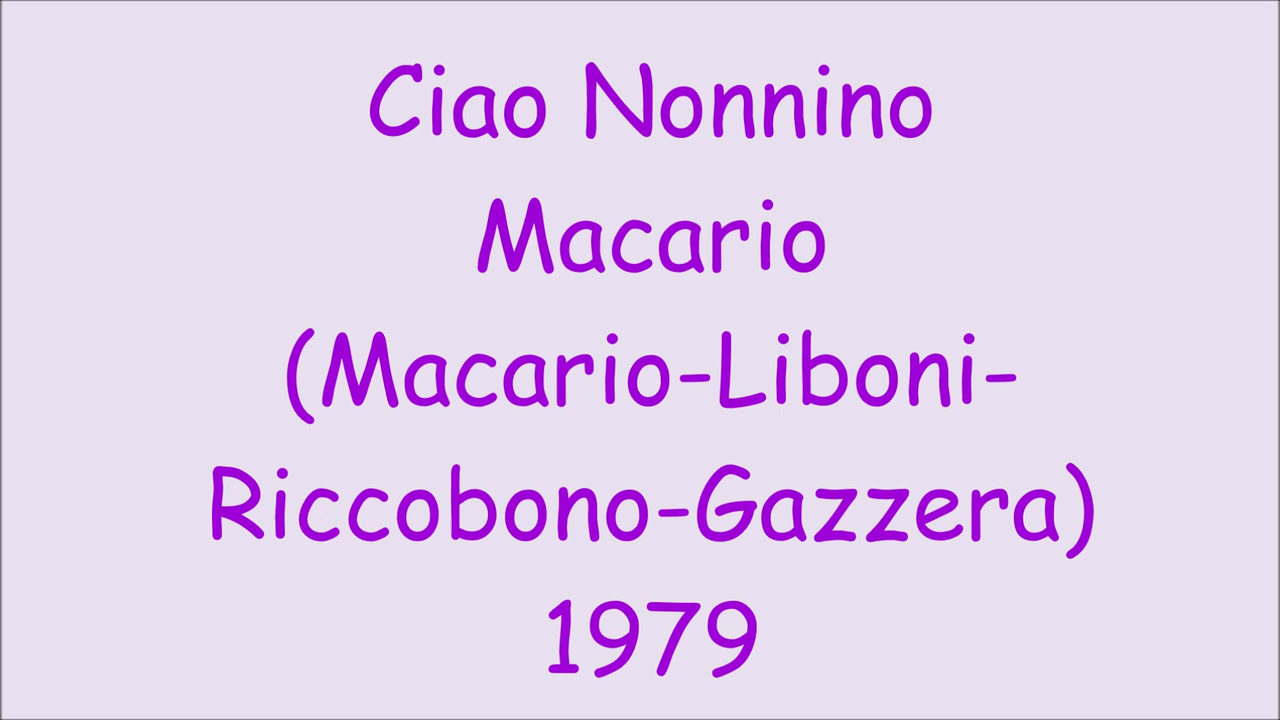 Ciao Nonnino
Macario
(Macario-Liboni-
Riccobono-Gazzera)
1979